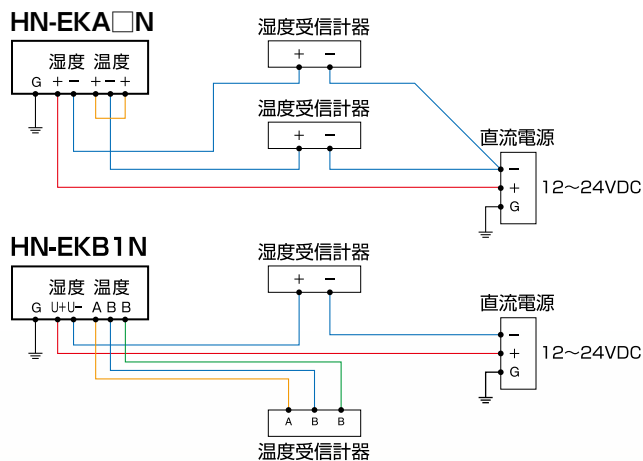 HN-EKA□N
湿度受信計器
湿度 温度
+ −
G + − + − +
温度受信計器
+ −
直流電源
−
+ 12〜24VDC
G
HN-EKB1N
湿度受信計器
湿度 温度
+ −
G U+ U- A B B
直流電源
−
+ 12〜24VDC
G
A B B
温度受信計器